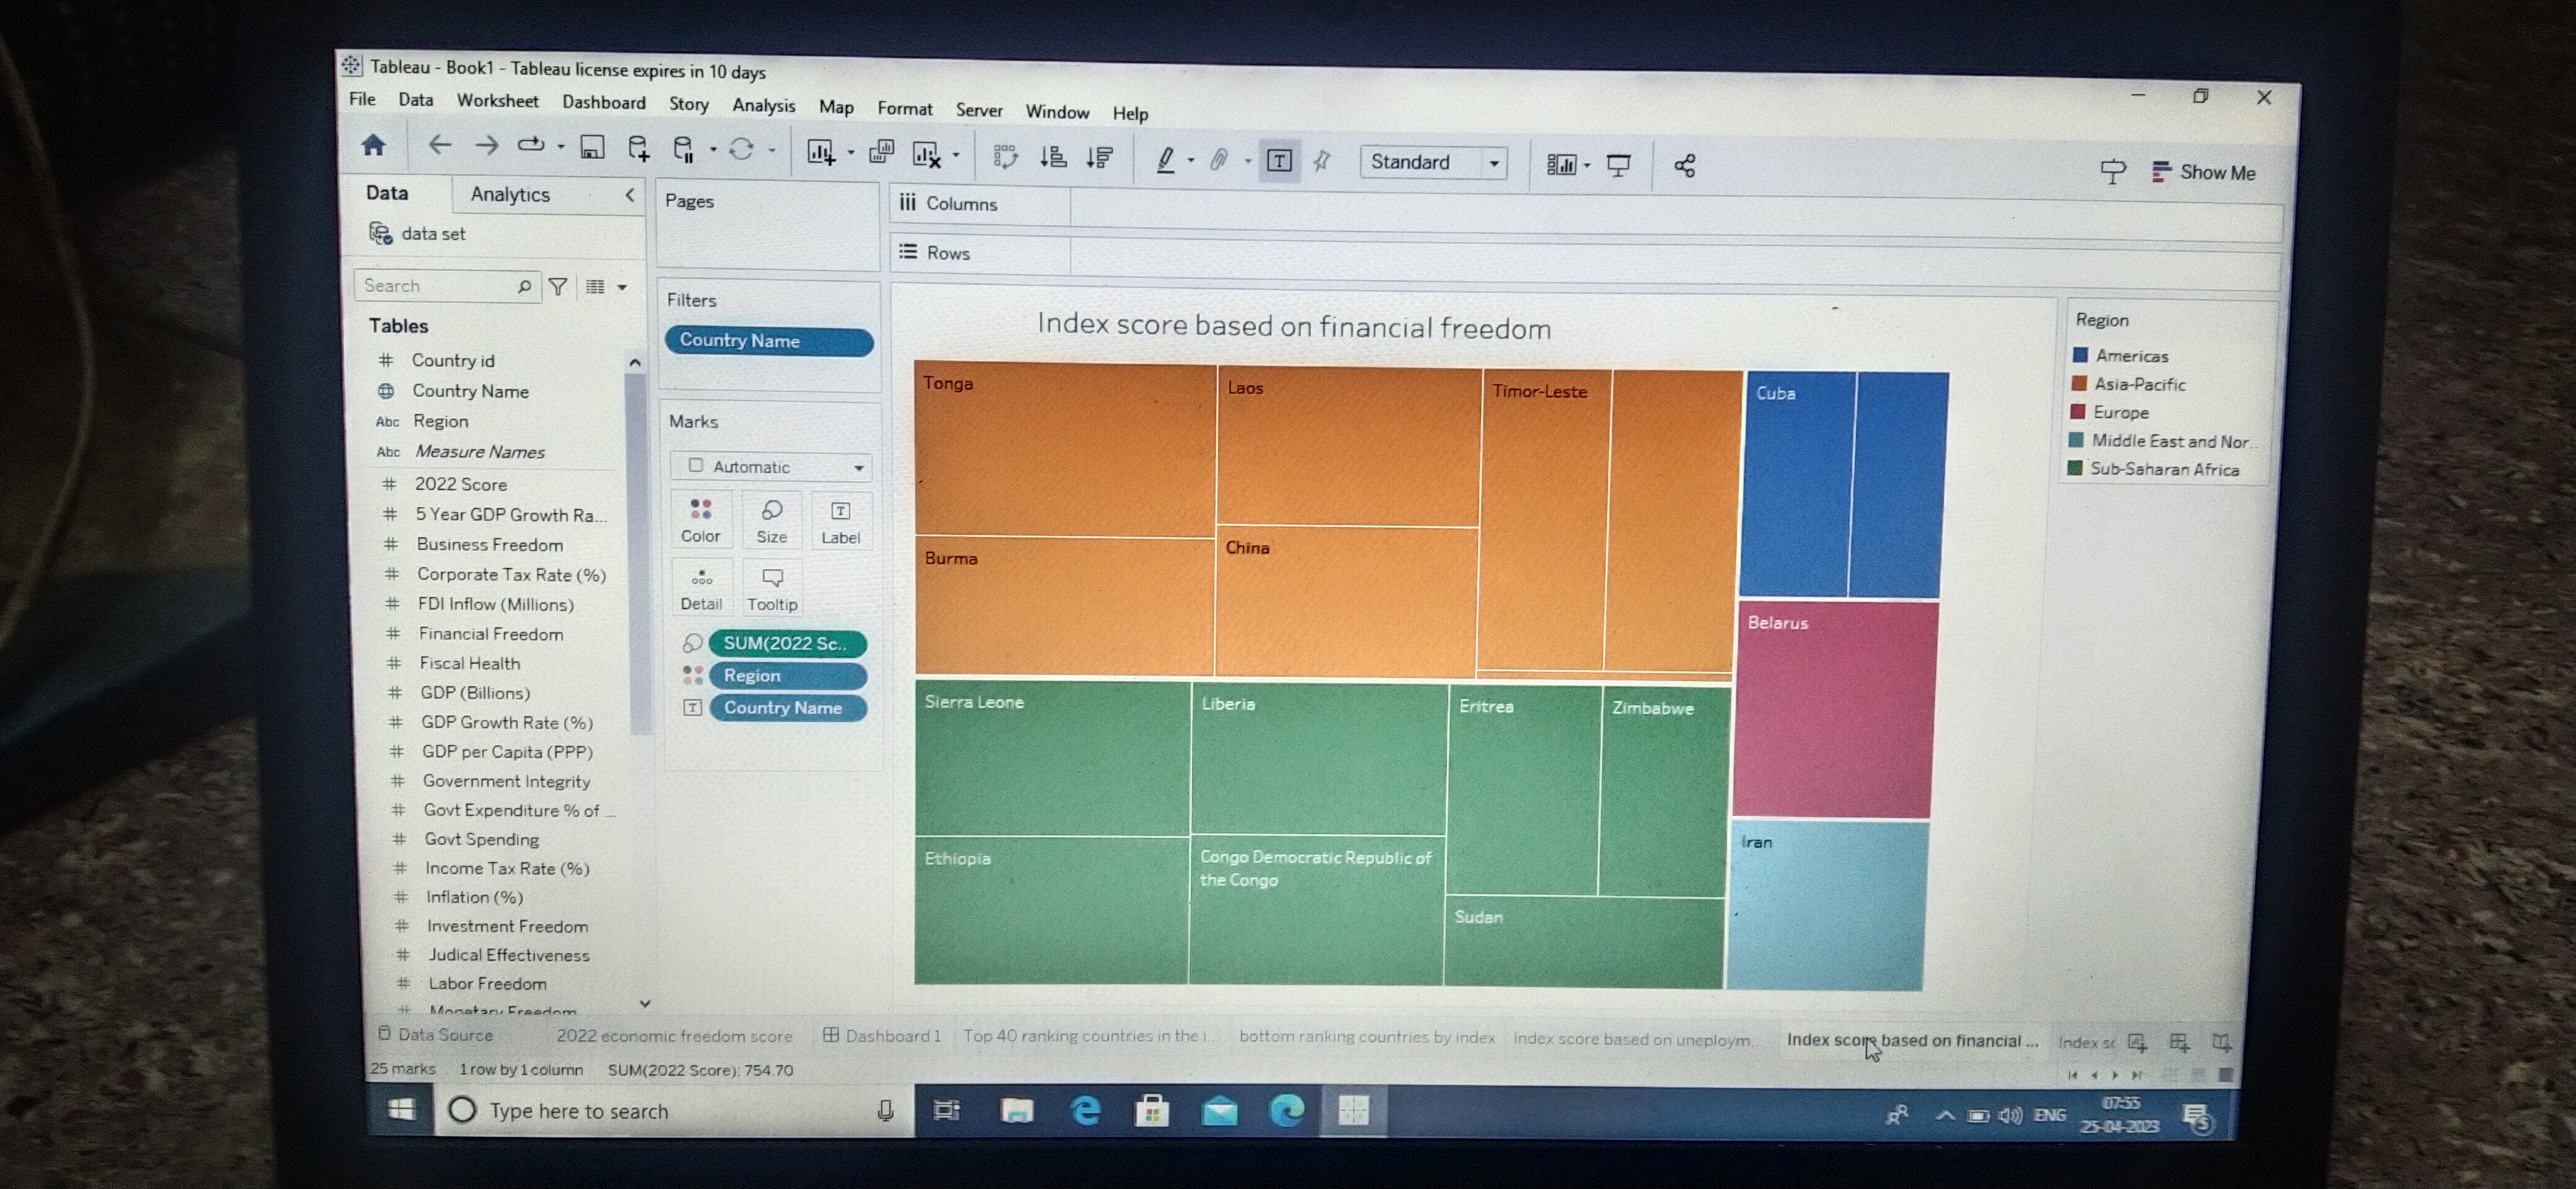 Tableau - Book1 - Tableau license expires in 10 days
File Data Worksheet Dashboard Story Analysis Map Format Server Window Help
Standard
Show Me
Data Analytics
data set
Search
Tables
# Country id
Country Name
Abc Region
Abc Measure Names
# 2022 Score
# 5 Year GDP Growth Ra...
# Business Freedom
# Corporate Tax Rate (%)
# FDI Inflow (Millions)
# Financial Freedom
# Fiscal Health
# GDP (Billions)
# GDP Growth Rate (%)
# GDP per Capita (PPP)
# Government Integrity
# Govt Expenditure % of ...
# Govt Spending
# Income Tax Rate (%)
# Inflation (%)
# Investment Freedom
# Judical Effectiveness
# Labor Freedom
# Monetary Freedom
Pages
Filters
Country Name
Marks
Automatic
Color Size Label
Detail Tooltip
SUM(2022 Sc..
Region
Country Name
Columns
Rows
Index score based on financial freedom
Tonga
Laos
Timor-Leste
Cuba
Burma
China
Belarus
Sierra Leone
Liberia
Eritrea
Zimbabwe
Ethiopia
Congo Democratic Republic of
the Congo
Sudan
Iran
Region
Americas
Asia-Pacific
Europe
Middle East and Nor..
Sub-Saharan Africa
Data Source 2022 economic freedom score Dashboard 1 Top 40 ranking countries in the i... bottom ranking countries by index Index score based on uneploym.. Index score based on financial ... Index sc
25 marks 1 row by 1 column SUM(2022 Score): 754.70
Type here to search
ENG
07:55
25-04-2023
5